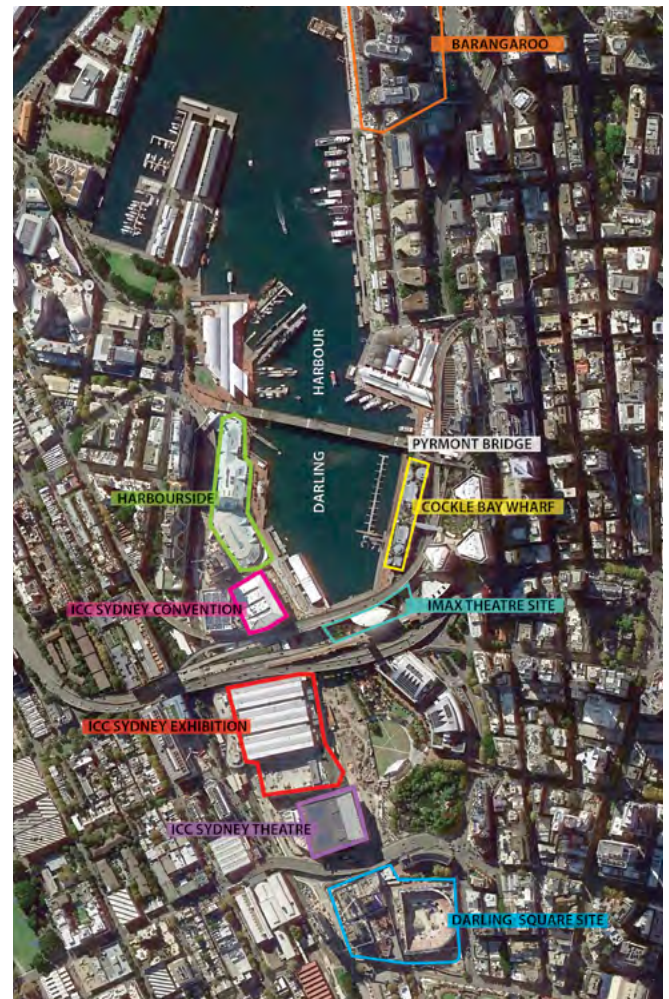 BARANGAROO
DARLING HARBOUR
PYRMONT BRIDGE
HARBOURSIDE
COCKLE BAY WHARF
ICC SYDNEY CONVENTION
IMAX THEATRE SITE
ICC SYDNEY EXHIBITION
ICC SYDNEY THEATRE
DARLING SQUARE SITE